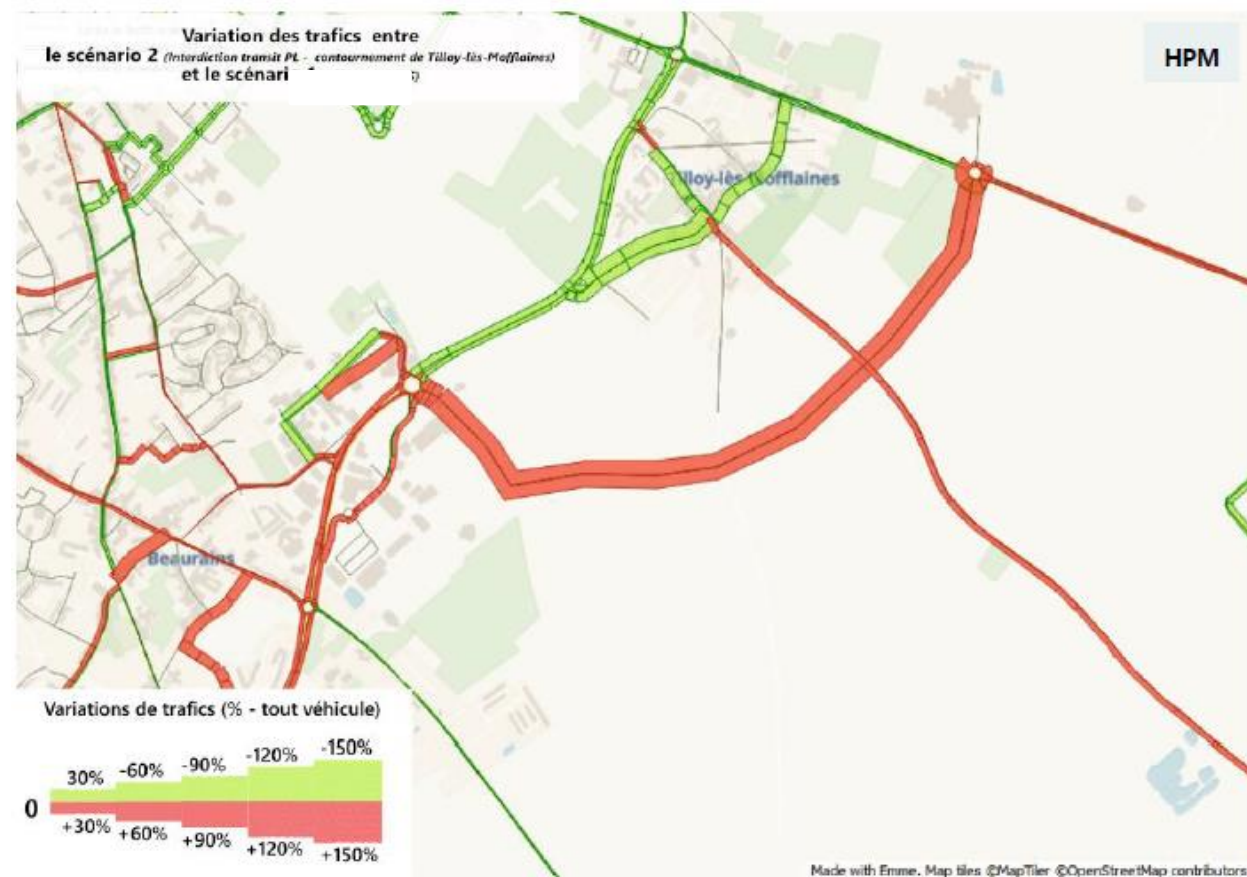 Variation des trafics entre
le scénario 2 (Interdiction transit PL - contournement de Tilloy-lès-Mofflaines)
et le scénari
HPM
Tilloy-lès Mofflaines
Beaurains
Variations de trafics (% - tout véhicule)
30% -60% -90% -120% -150%
0
+30% +60% +90% +120% +150%
Made with Emme. Map tiles ©MapTiler ©OpenStreetMap contributors